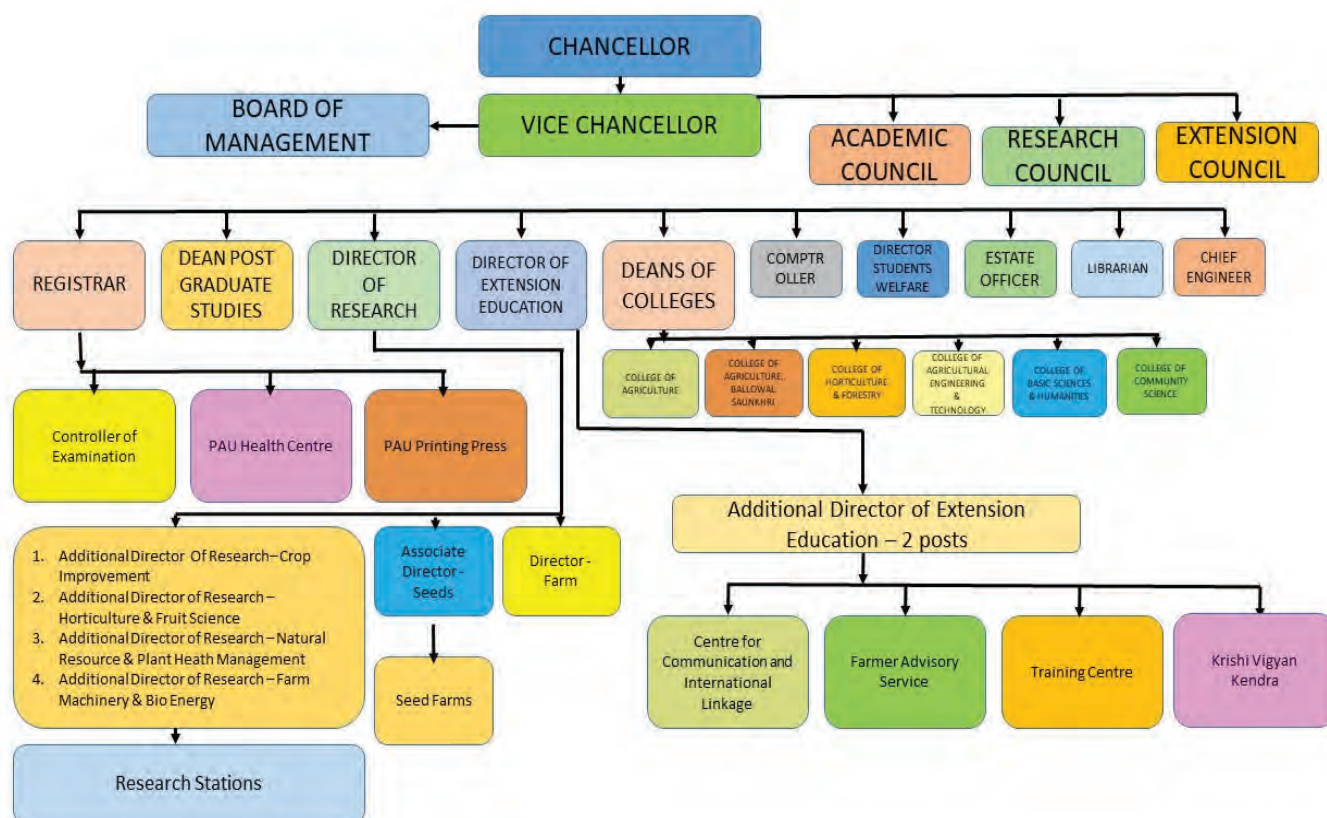 CHANCELLOR
BOARD OF
MANAGEMENT
VICE CHANCELLOR
ACADEMIC
COUNCIL
RESEARCH
COUNCIL
EXTENSION
COUNCIL
REGISTRAR
DEAN POST
GRADUATE
STUDIES
DIRECTOR
OF
RESEARCH
DIRECTOR OF
EXTENSION
EDUCATION
DEANS OF
COLLEGES
COMPTR
OLLER
DIRECTOR
STUDENTS
WELFARE
ESTATE
OFFICER
LIBRARIAN
CHIEF
ENGINEER
COLLEGE OF
AGRICULTURE
COLLEGE OF
AGRICULTURE,
BALLOWAL
SAUNKHRI
COLLEGE OF
HORTICULTURE
& FORESTRY
COLLEGE OF
AGRICULTURAL
ENGINEERING
&
TECHNOLOGY
COLLEGE OF
BASIC SCIENCES
& HUMANITIES
COLLEGE OF
COMMUNITY
SCIENCE
Controller of
Examination
PAU Health Centre
PAU Printing Press
1. Additional Director Of Research–Crop
Improvement
2. Additional Director of Research –
Horticulture & Fruit Science
3. Additional Director of Research –Natural
Resource & Plant Heath Management
4. Additional Director of Research –Farm
Machinery & Bio Energy
Associate
Director-
Seeds
Director-
Farm
Additional Director of Extension
Education – 2 posts
Seed Farms
Centre for
Communication and
International
Linkage
Farmer Advisory
Service
Training Centre
Krishi Vigyan
Kendra
Research Stations